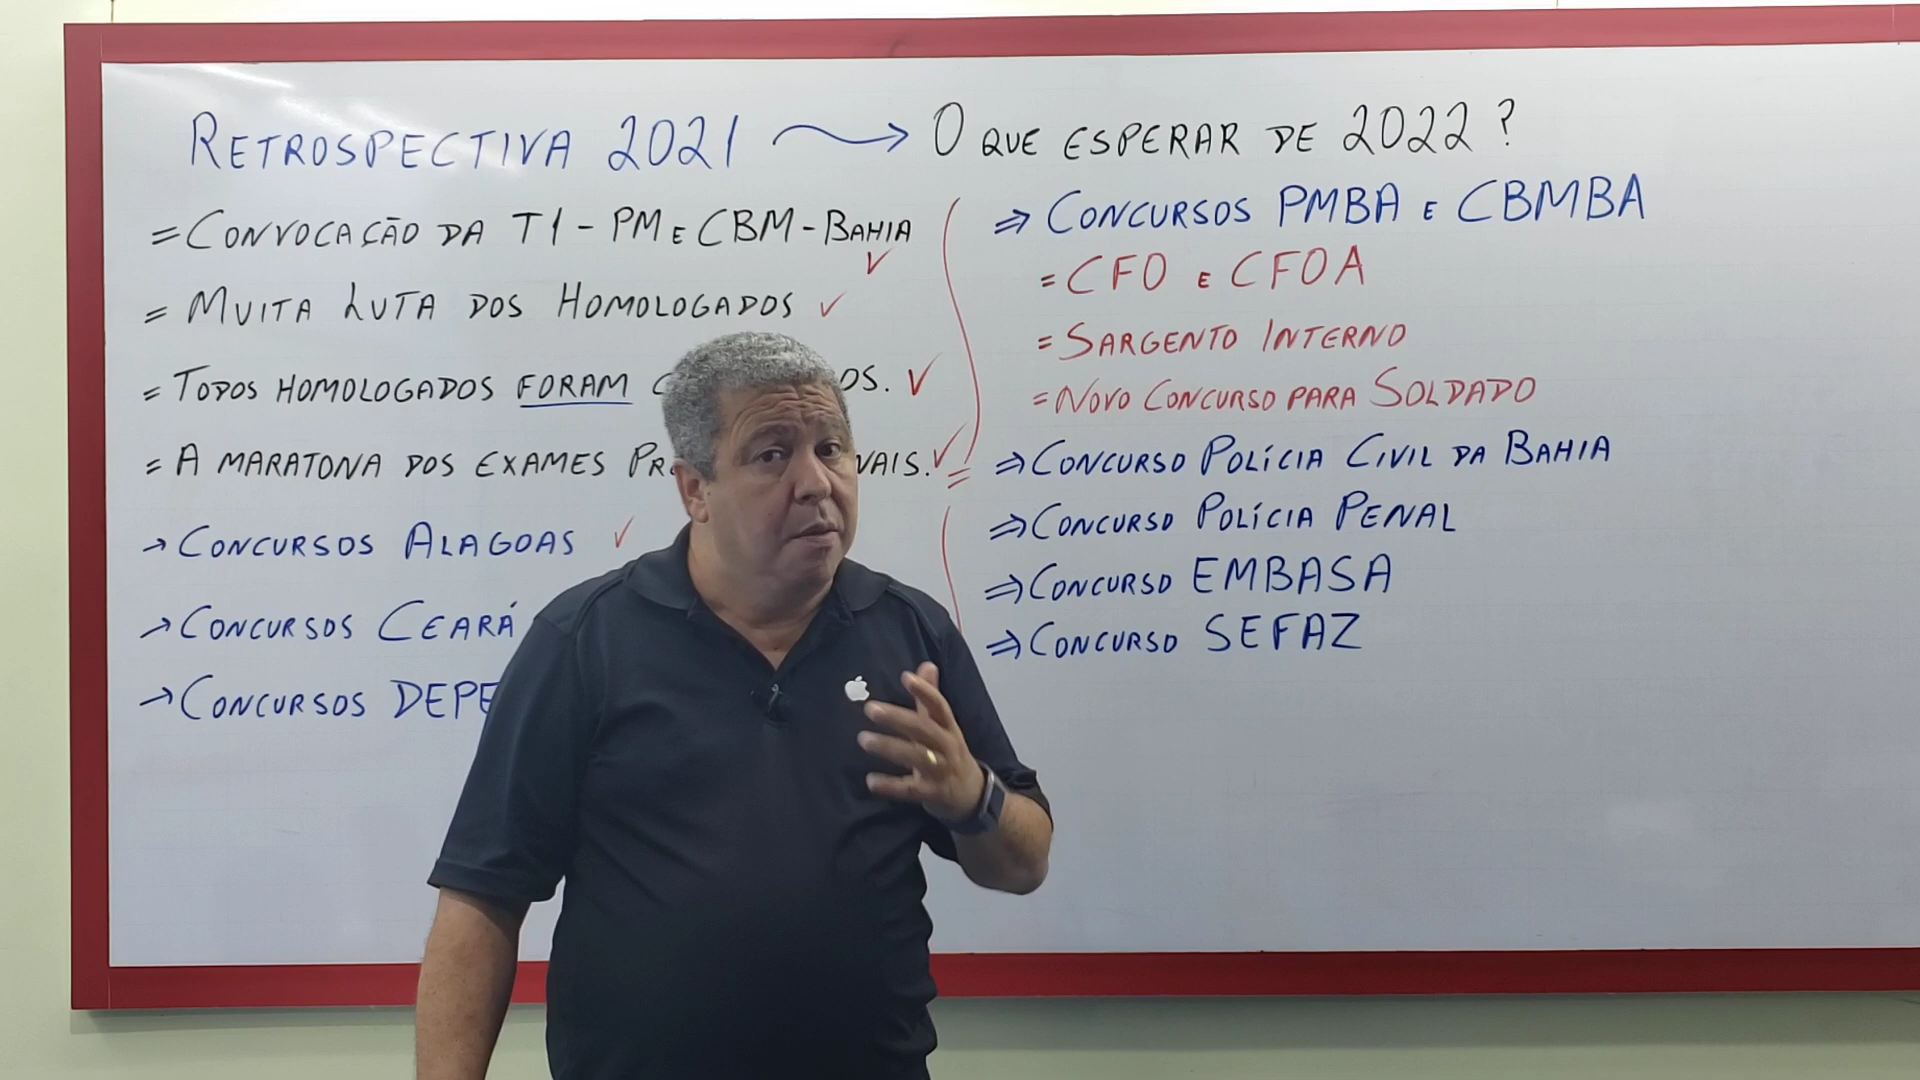 RETROSPECTIVA 2021 → O QUE ESPERAR DE 2022?
= CONVOCAÇÃO DA T1 - PM E CBM - BAHIA
= MUITA LUTA DOS HOMOLOGADOS
= TODOS HOMOLOGADOS FORAM
= A MARATONA DOS EXAMES
→ CONCURSOS ALAGOAS
→ CONCURSOS CEARÁ
→ CONCURSOS
⇒ CONCURSOS PMBA E CBMBA
= CFO E CFOA
= SARGENTO INTERNO
= NOVO CONCURSO PARA SOLDADO
⇒ CONCURSO POLÍCIA CIVIL DA BAHIA
⇒ CONCURSO POLÍCIA PENAL
⇒ CONCURSO EMBASA
⇒ CONCURSO SEFAZ